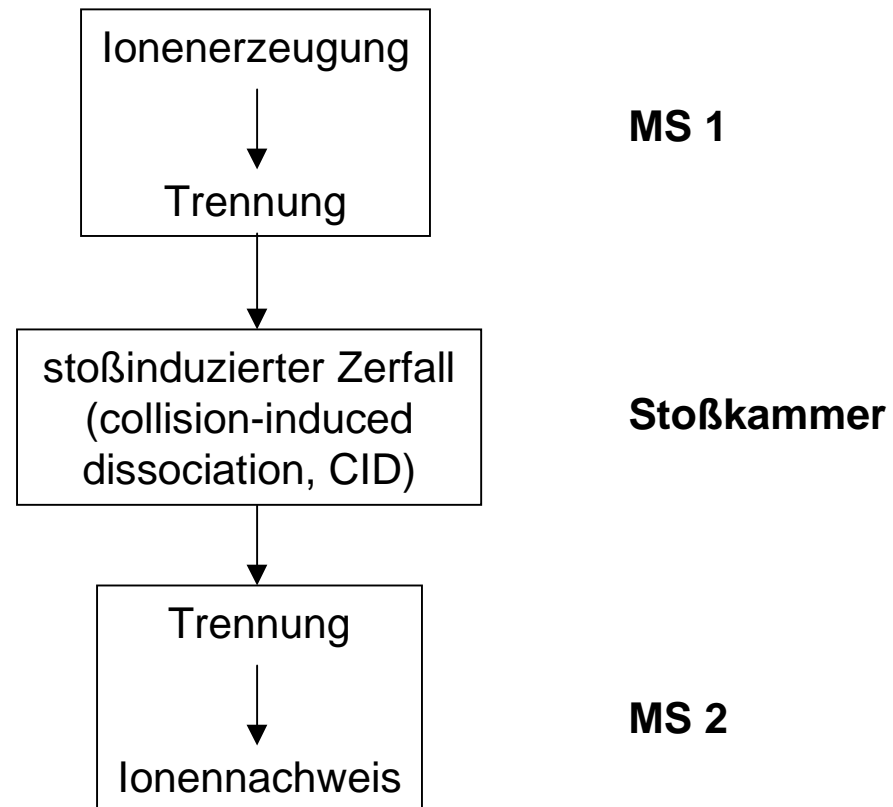 Ionenerzeugung
MS 1
Trennung
stoßinduzierter Zerfall
(collision-induced
dissociation, CID)
Stoßkammer
Trennung
MS 2
Ionennachweis